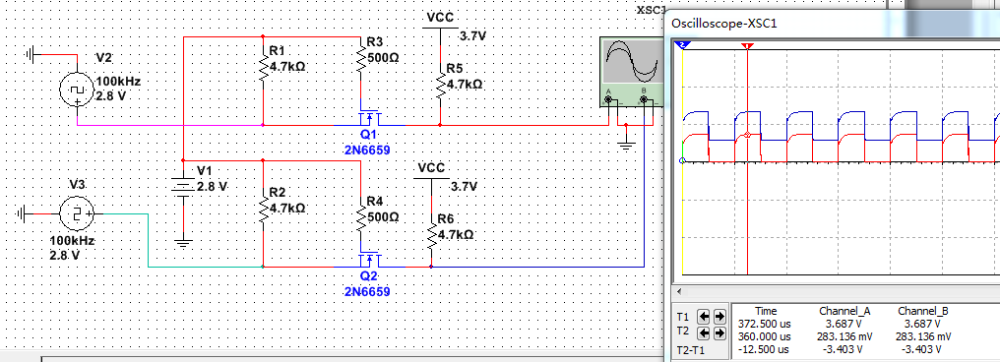 XSC1
VCC
3.7V
R1
4.7kΩ
R3
500Ω
R5
4.7kΩ
V2
100kHz
2.8 V
Q1
2N6659
A
B
V1
2.8 V
VCC
3.7V
R2
4.7kΩ
R4
500Ω
R6
4.7kΩ
V3
100kHz
2.8 V
Q2
2N6659
Oscilloscope-XSC1
2
1
Time Channel_A Channel_B
T1 372.500 us 3.687 V 3.687 V
T2 360.000 us 283.136 mV 283.136 mV
T2-T1 -12.500 us -3.403 V -3.403 V